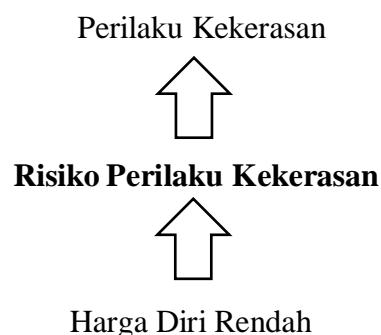 Perilaku Kekerasan
Risiko Perilaku Kekerasan
Harga Diri Rendah